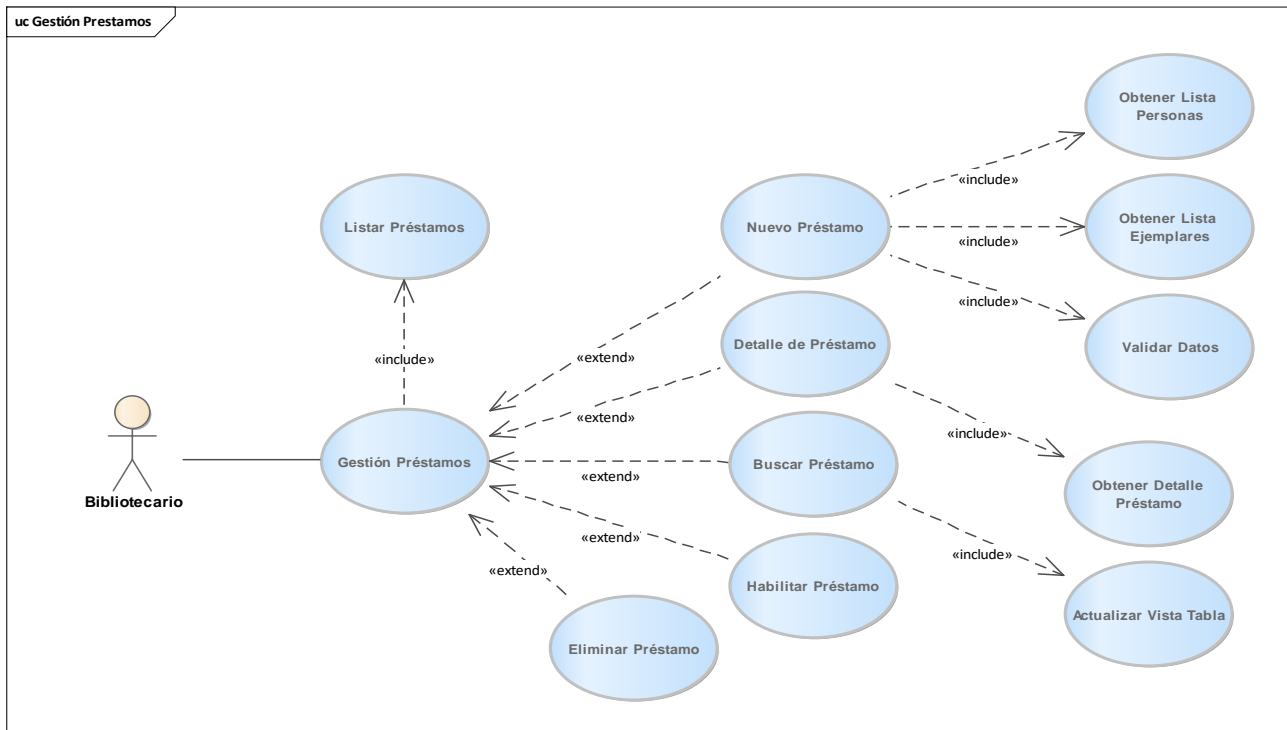 uc Gestión Prestamos
Obtener Lista
Personas
«include»
Listar Préstamos
Nuevo Préstamo
Obtener Lista
Ejemplares
«include»
«include»
Detalle de Préstamo
Validar Datos
«include»
«extend»
«extend»
«include»
Bibliotecario
Gestión Préstamos
Buscar Préstamo
«extend»
Obtener Detalle
Préstamo
«extend»
«include»
«extend»
Habilitar Préstamo
Actualizar Vista Tabla
Eliminar Préstamo